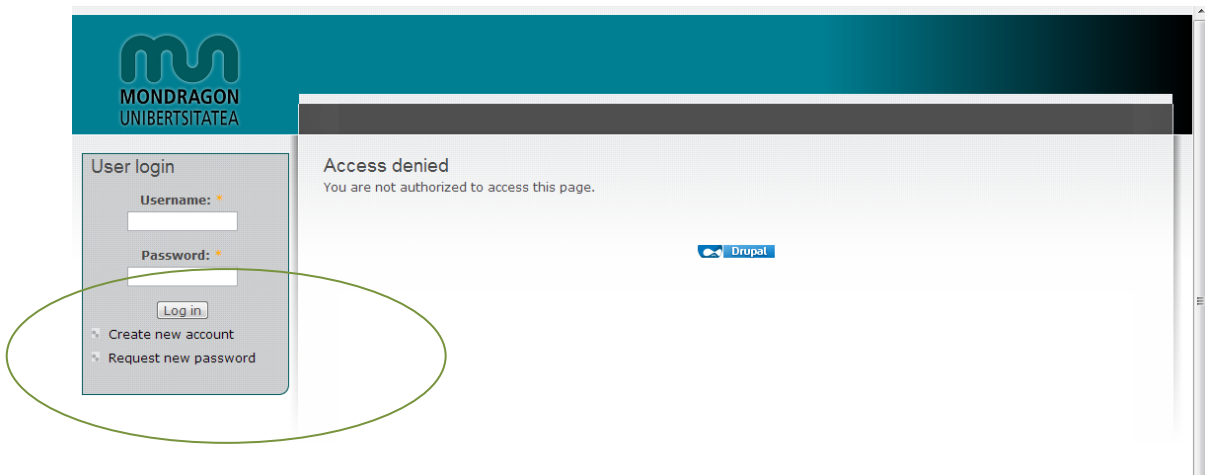 MONDRAGON
UNIBERTSITATEA
User login
Username: *
Password: *
Log in
Create new account
Request new password
Access denied
You are not authorized to access this page.
Drupal